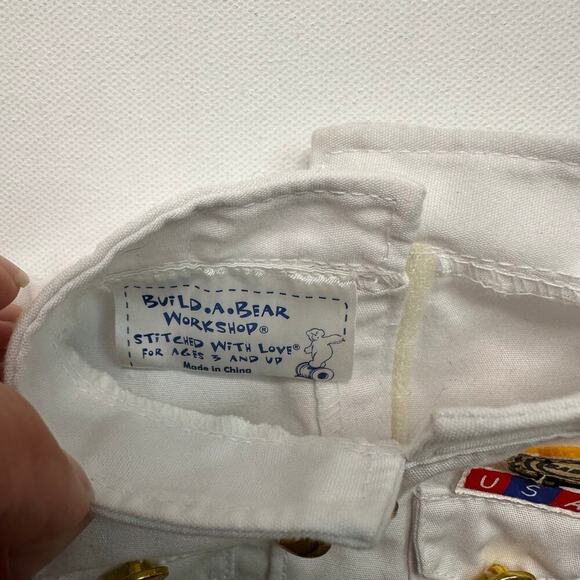 BUILD.A.BEAR
WORKSHOP®
STITCHED WITH LOVE®
FOR AGES 3 AND UP
Made in China
USA